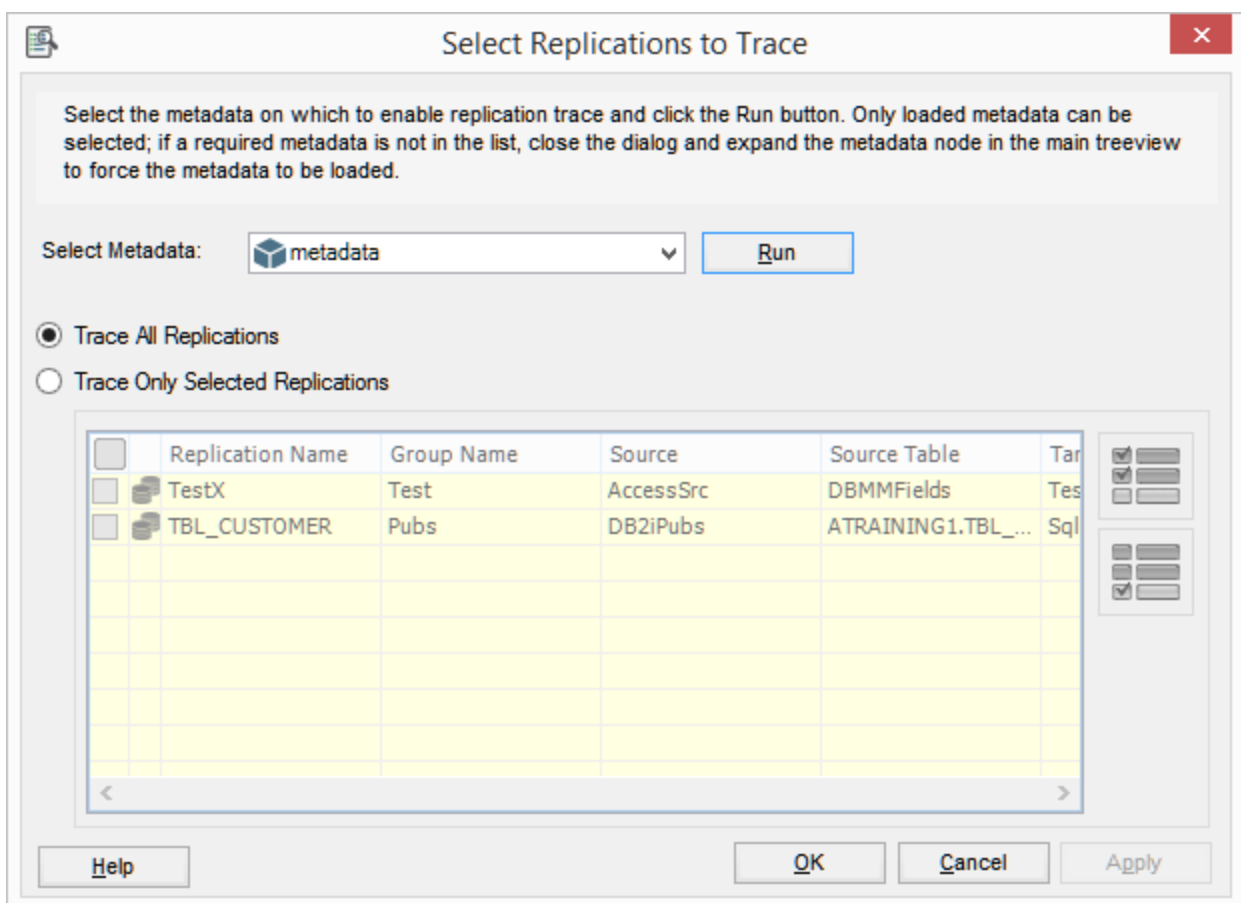 Select Replications to Trace
Select the metadata on which to enable replication trace and click the Run button. Only loaded metadata can be
selected; if a required metadata is not in the list, close the dialog and expand the metadata node in the main treeview
to force the metadata to be loaded.
Select Metadata: metadata Run
Trace All Replications
Trace Only Selected Replications
Replication Name Group Name Source Source Table Tar
TestX Test AccessSrc DBMMFields Tes
TBL_CUSTOMER Pubs DB2iPubs ATRAINING1.TBL_... Sql
Help OK Cancel Apply